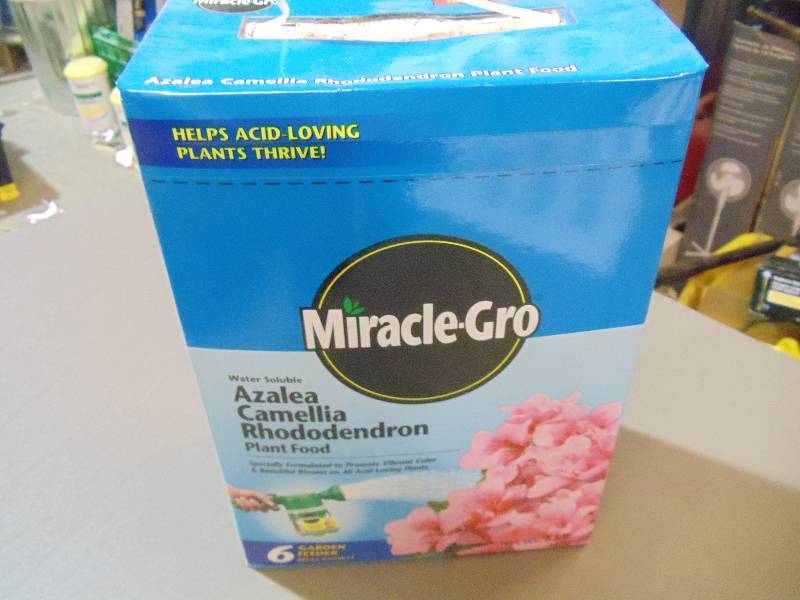 Miracle-Gro
Azalea Camellia Rhododendron Plant Food
HELPS ACID-LOVING
PLANTS THRIVE!
Miracle-Gro
Water Soluble
Azalea
Camellia
Rhododendron
Plant Food
Specially Formulated to Promote Vibrant Color
& Beautiful Blooms on All Acid Loving Plants
6 GARDEN
FEEDER